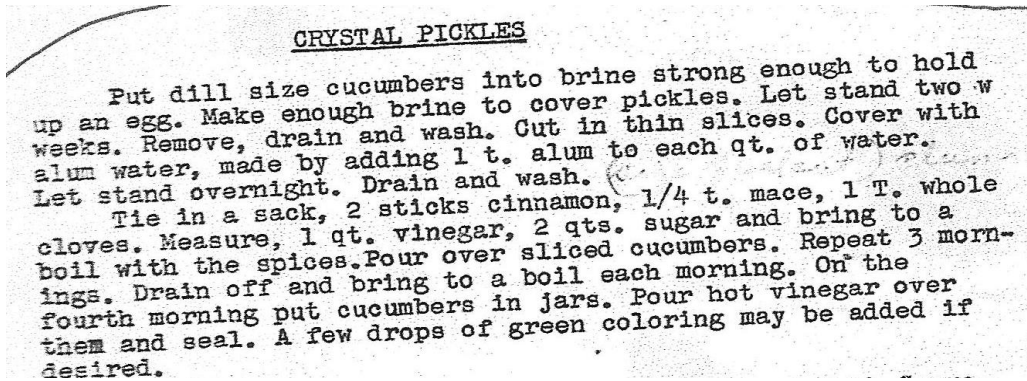 CRYSTAL PICKLES
Put dill size cucumbers into brine strong enough to hold
up an egg. Make enough brine to cover pickles. Let stand two w
weeks. Remove, drain and wash. Cut in thin slices. Cover with
alum water, made by adding 1 t. alum to each qt. of water.
Let stand overnight. Drain and wash.
Tie in a sack, 2 sticks cinnamon, 1/4 t. mace, 1 T. whole
cloves. Measure, 1 qt. vinegar, 2 qts. sugar and bring to a
boil with the spices.Pour over sliced cucumbers. Repeat 3 morn-
ings. Drain off and bring to a boil each morning. On the
fourth morning put cucumbers in jars. Pour hot vinegar over
them and seal. A few drops of green coloring may be added if
desired.